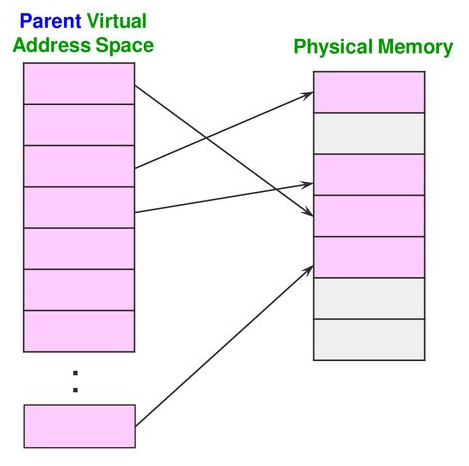 Parent Virtual
Address Space
Physical Memory